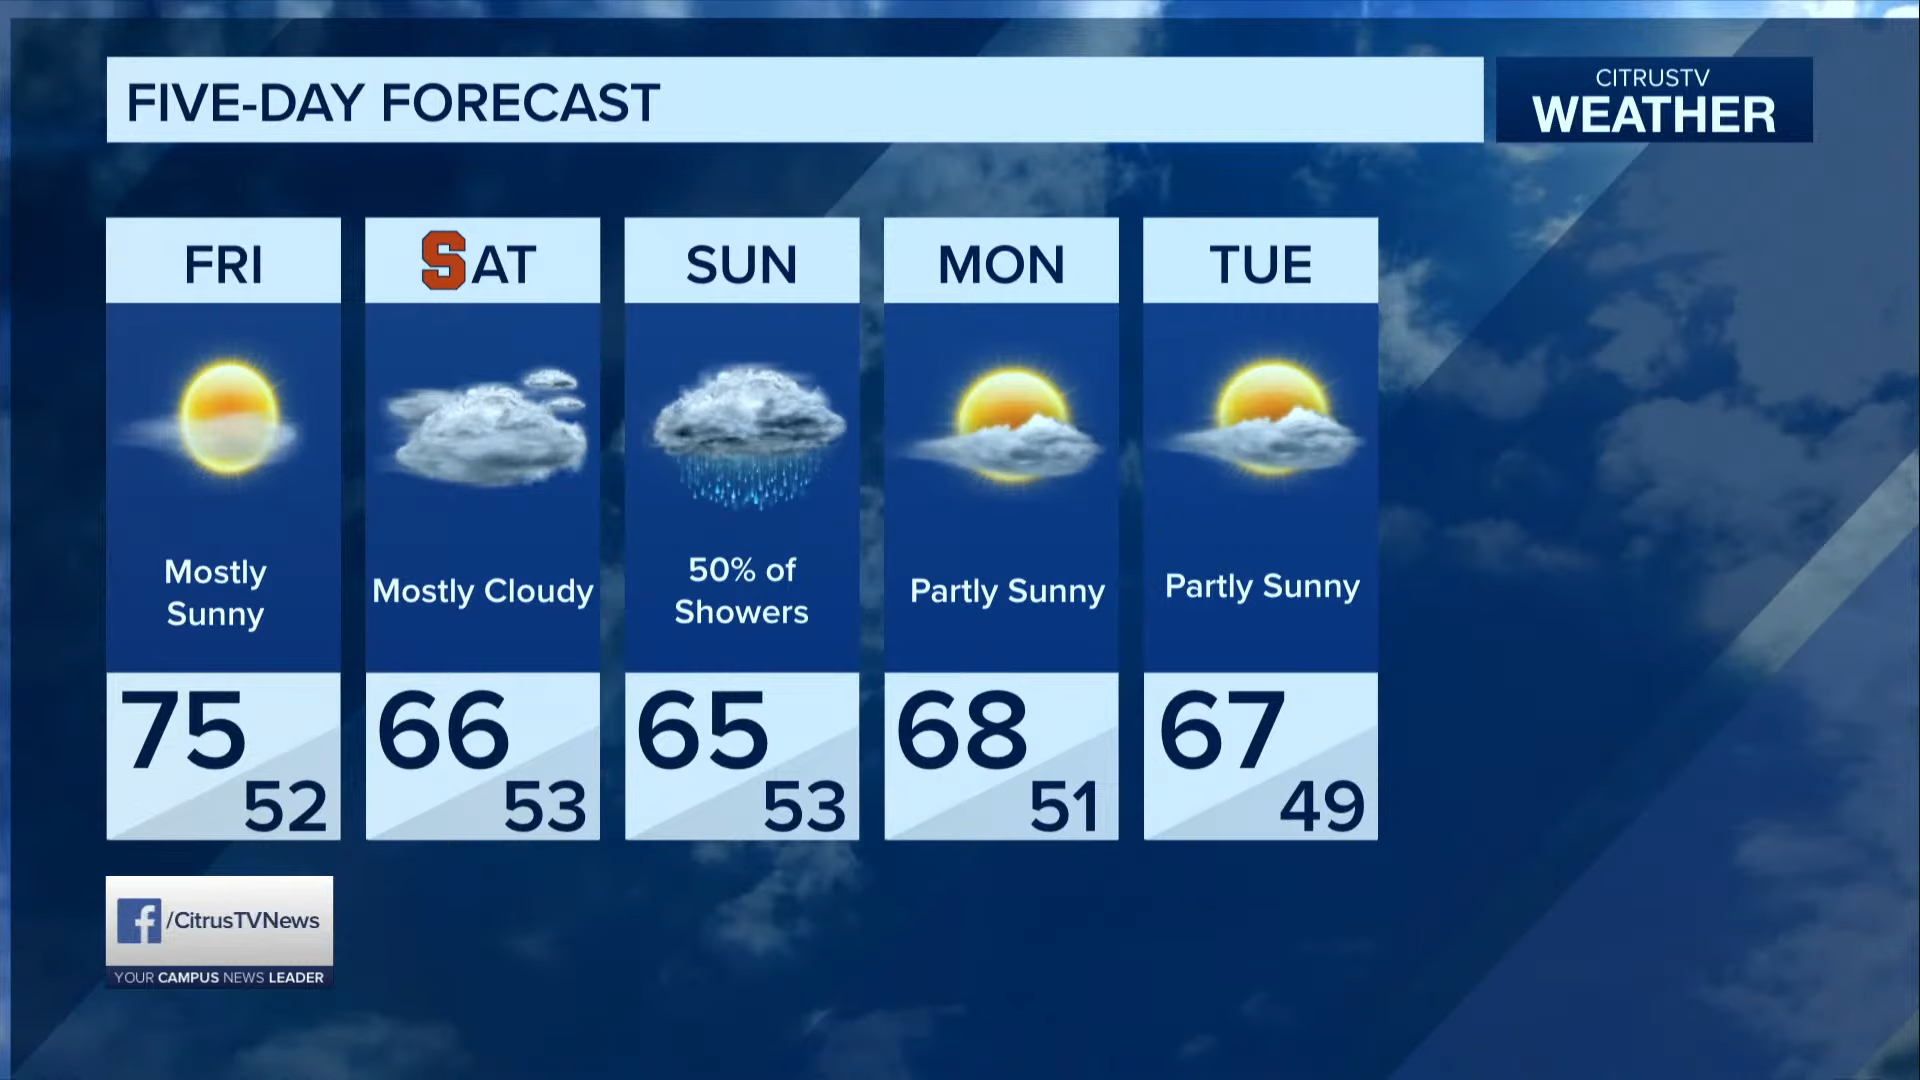 FIVE-DAY FORECAST
CITRUSTV
WEATHER
FRI
Mostly
Sunny
75
52
SAT
Mostly Cloudy
66
53
SUN
50% of
Showers
65
53
MON
Partly Sunny
68
51
TUE
Partly Sunny
67
49
f /CitrusTVNews
YOUR CAMPUS NEWS LEADER